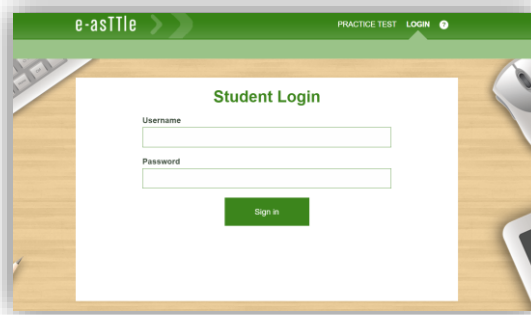 e-asTTle PRACTICE TEST LOGIN ?
Student Login
Username
Password
Sign in